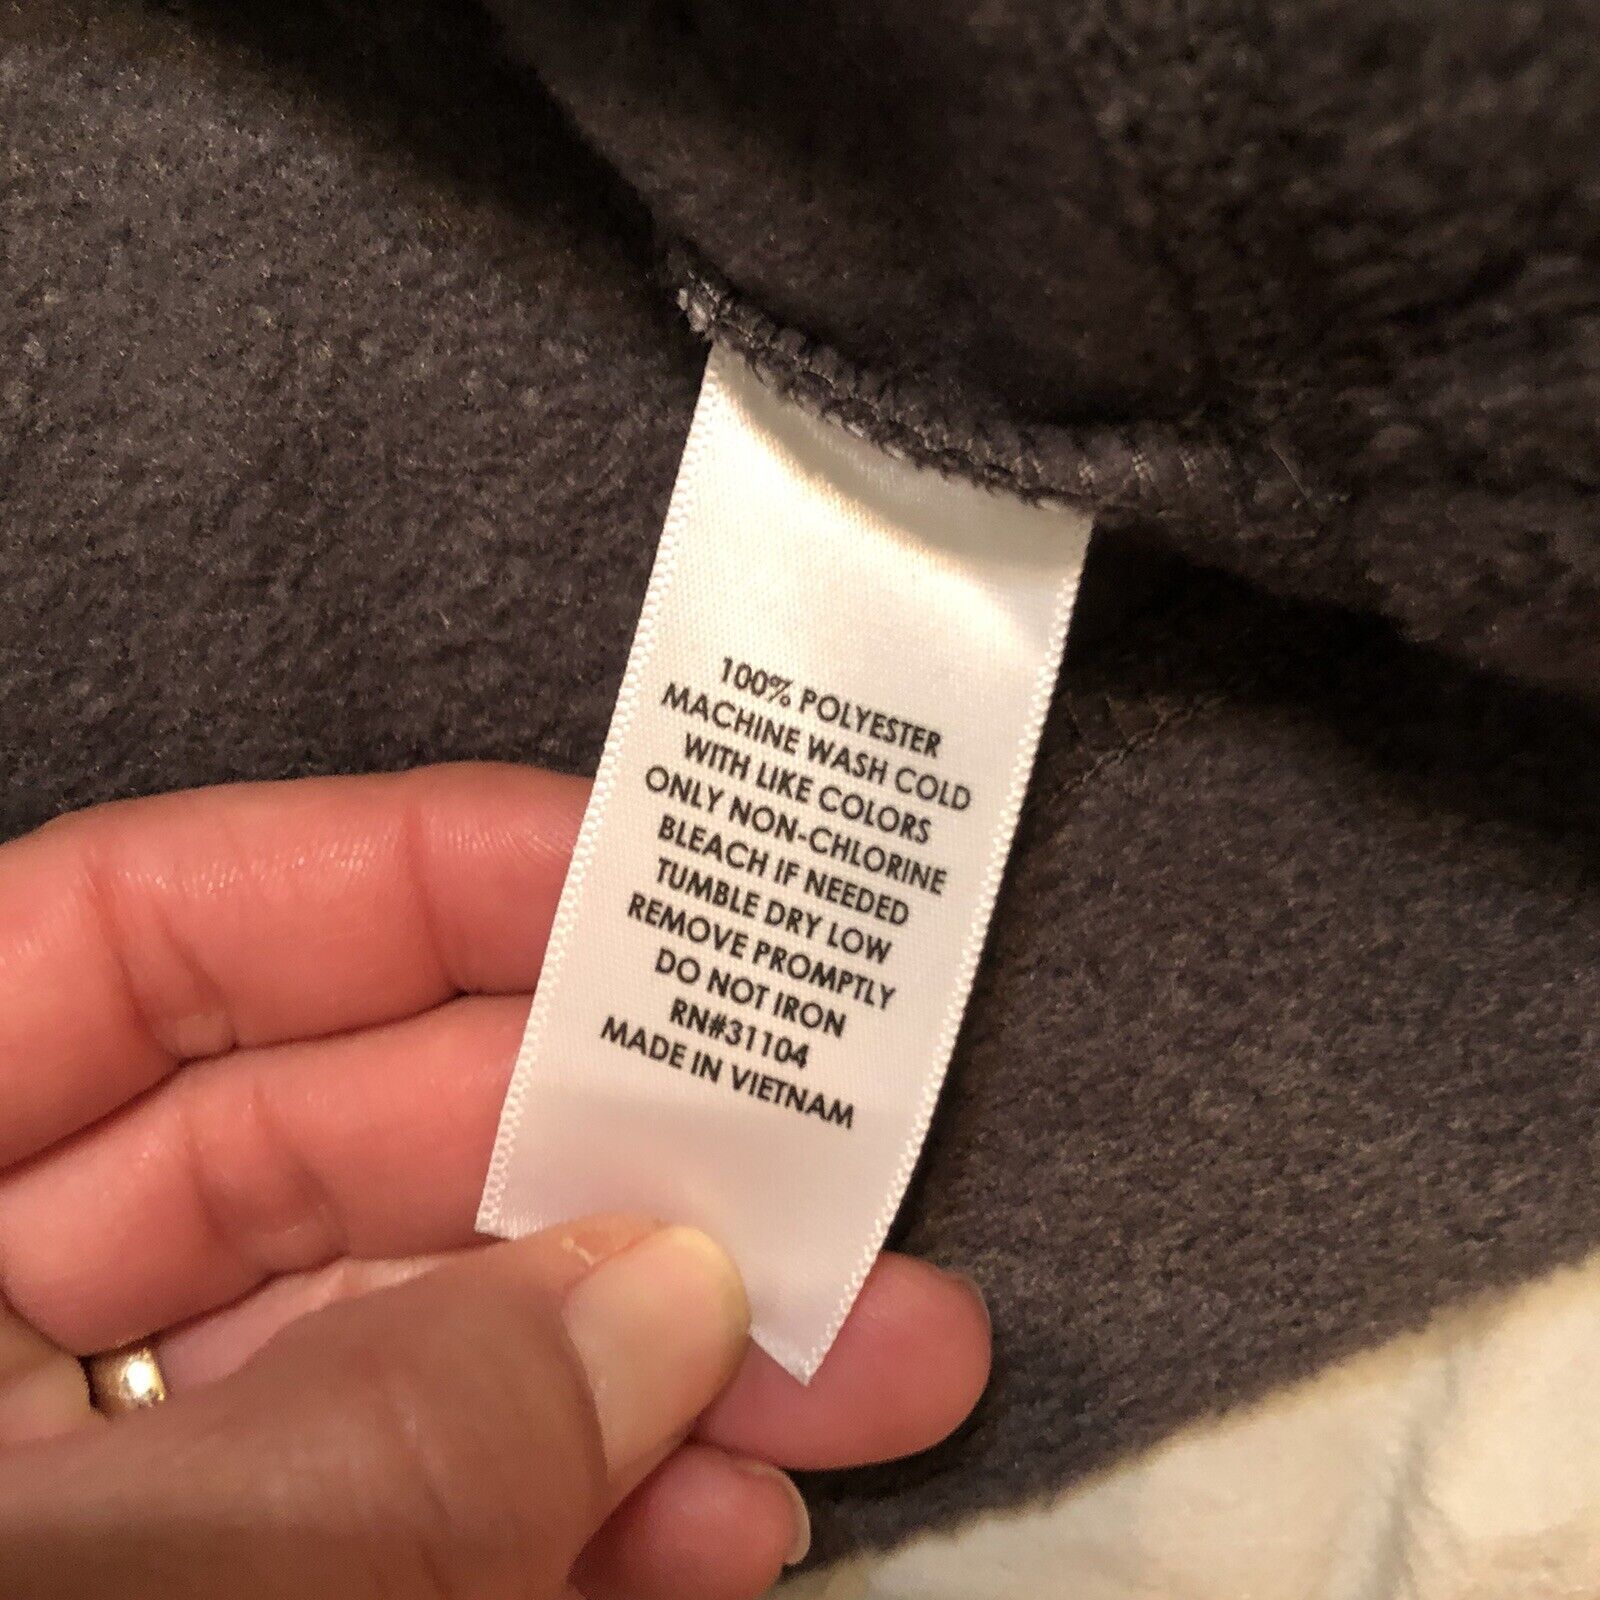 100% POLYESTER
MACHINE WASH COLD
WITH LIKE COLORS
ONLY NON-CHLORINE
BLEACH IF NEEDED
TUMBLE DRY LOW
REMOVE PROMPTLY
DO NOT IRON
RN#31104
MADE IN VIETNAM